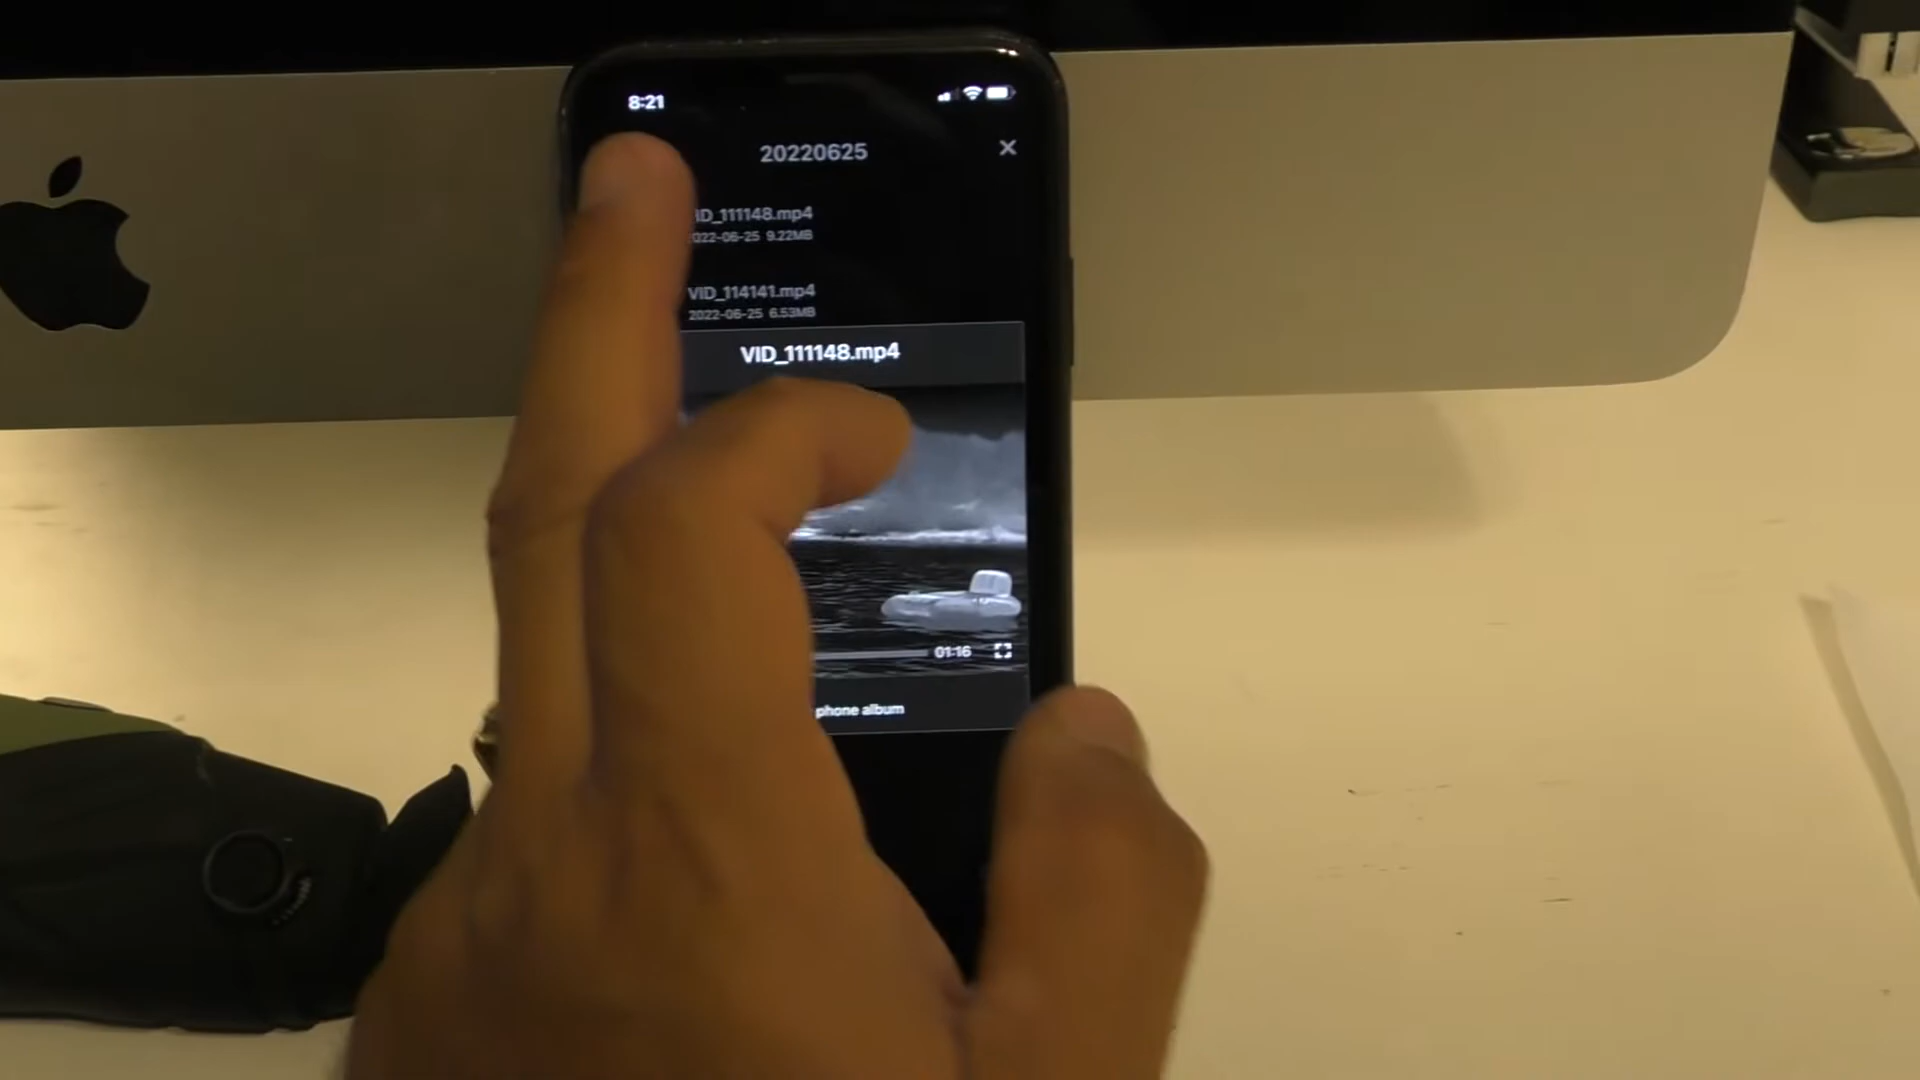 8:21
20220625
ID_111148.mp4
022-06-25 9.22MB
VID_114141.mp4
2022-06-25 6.53MB
VID_111148.mp4
01:16
phone album